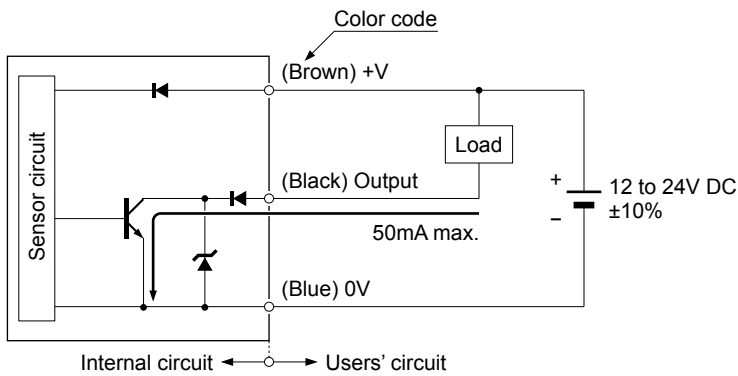 Color code
(Brown) +V
Sensor circuit
Load
(Black) Output
+
−
12 to 24V DC
±10%
50mA max.
(Blue) 0V
Internal circuit
Users' circuit